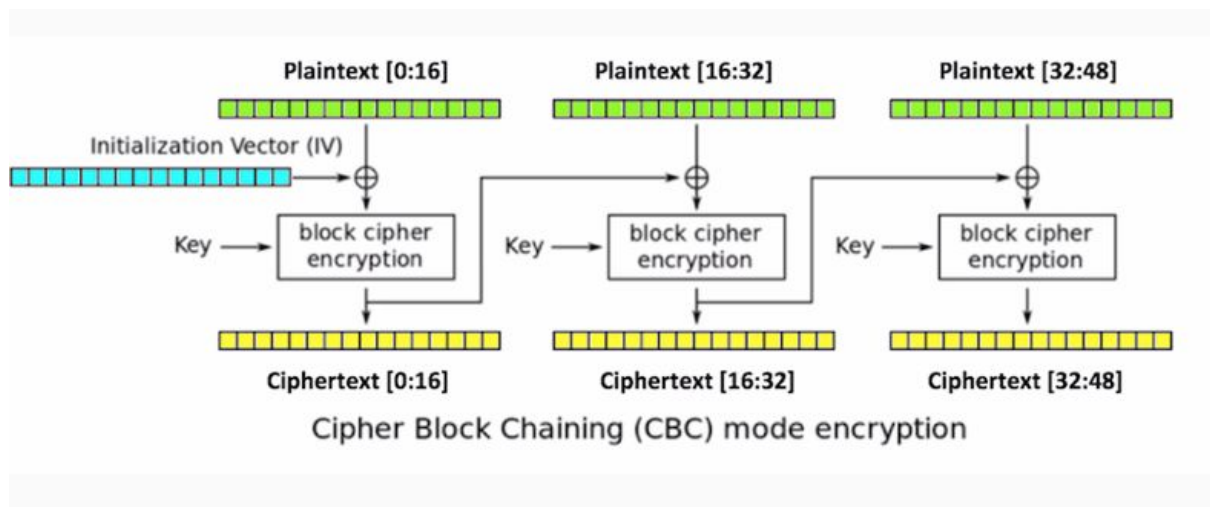 Plaintext [0:16]
Plaintext [16:32]
Plaintext [32:48]
Initialization Vector (IV)
Key
block cipher
encryption
Key
block cipher
encryption
Key
block cipher
encryption
Ciphertext [0:16]
Ciphertext [16:32]
Ciphertext [32:48]
Cipher Block Chaining (CBC) mode encryption